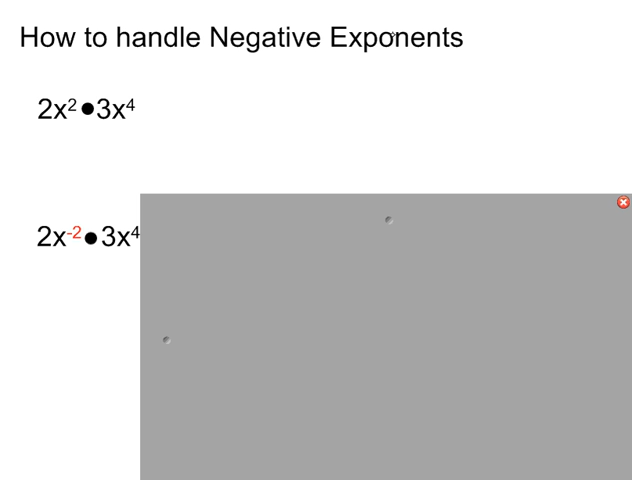 How to handle Negative Exponents
2x²●3x⁴
2x⁻²●3x⁴